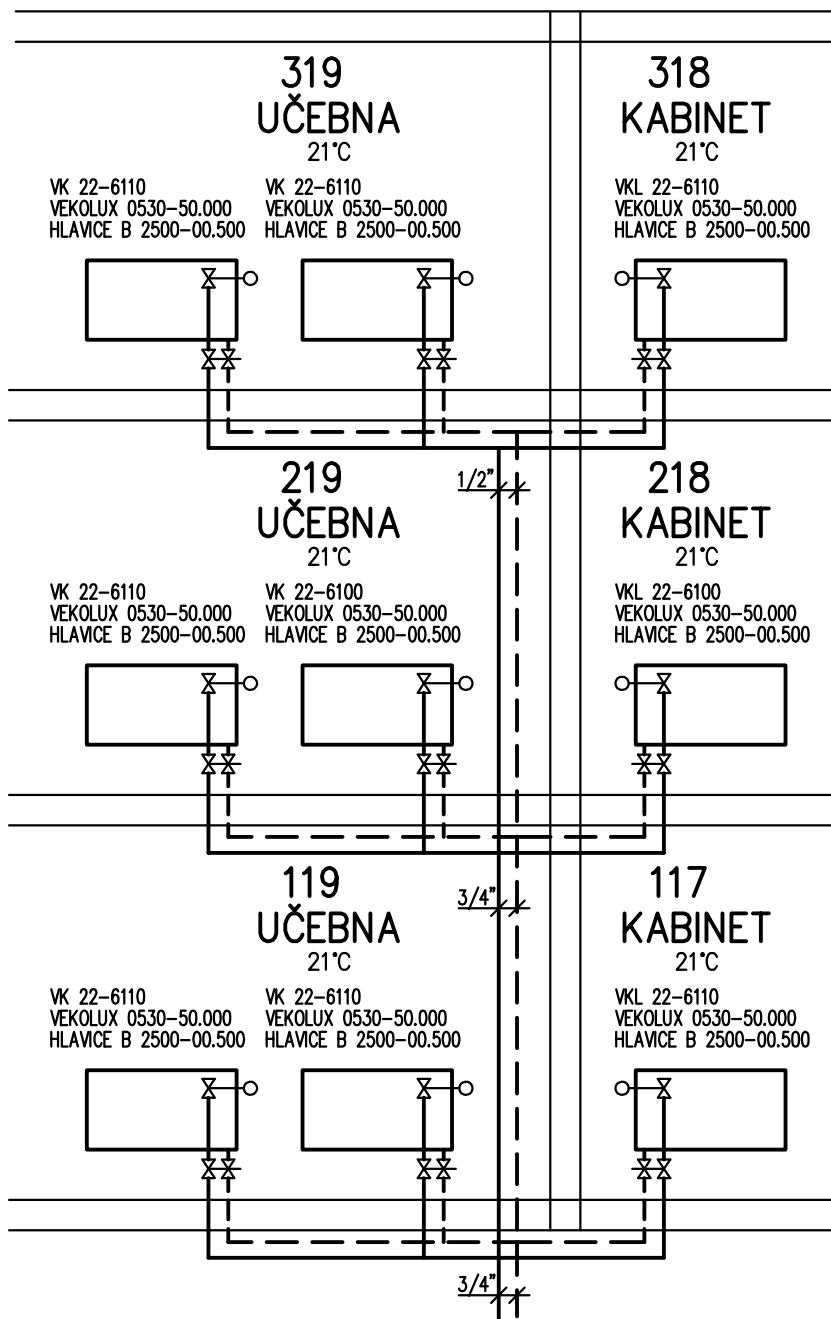 319
UČEBNA
21°C
318
KABINET
21°C
VK 22-6110
VEKOLUX 0530-50.000
HLAVICE B 2500-00.500
VK 22-6110
VEKOLUX 0530-50.000
HLAVICE B 2500-00.500
VKL 22-6110
VEKOLUX 0530-50.000
HLAVICE B 2500-00.500
1/2"
219
UČEBNA
21°C
218
KABINET
21°C
VK 22-6110
VEKOLUX 0530-50.000
HLAVICE B 2500-00.500
VK 22-6100
VEKOLUX 0530-50.000
HLAVICE B 2500-00.500
VKL 22-6100
VEKOLUX 0530-50.000
HLAVICE B 2500-00.500
3/4"
119
UČEBNA
21°C
117
KABINET
21°C
VK 22-6110
VEKOLUX 0530-50.000
HLAVICE B 2500-00.500
VK 22-6110
VEKOLUX 0530-50.000
HLAVICE B 2500-00.500
VKL 22-6110
VEKOLUX 0530-50.000
HLAVICE B 2500-00.500
3/4"